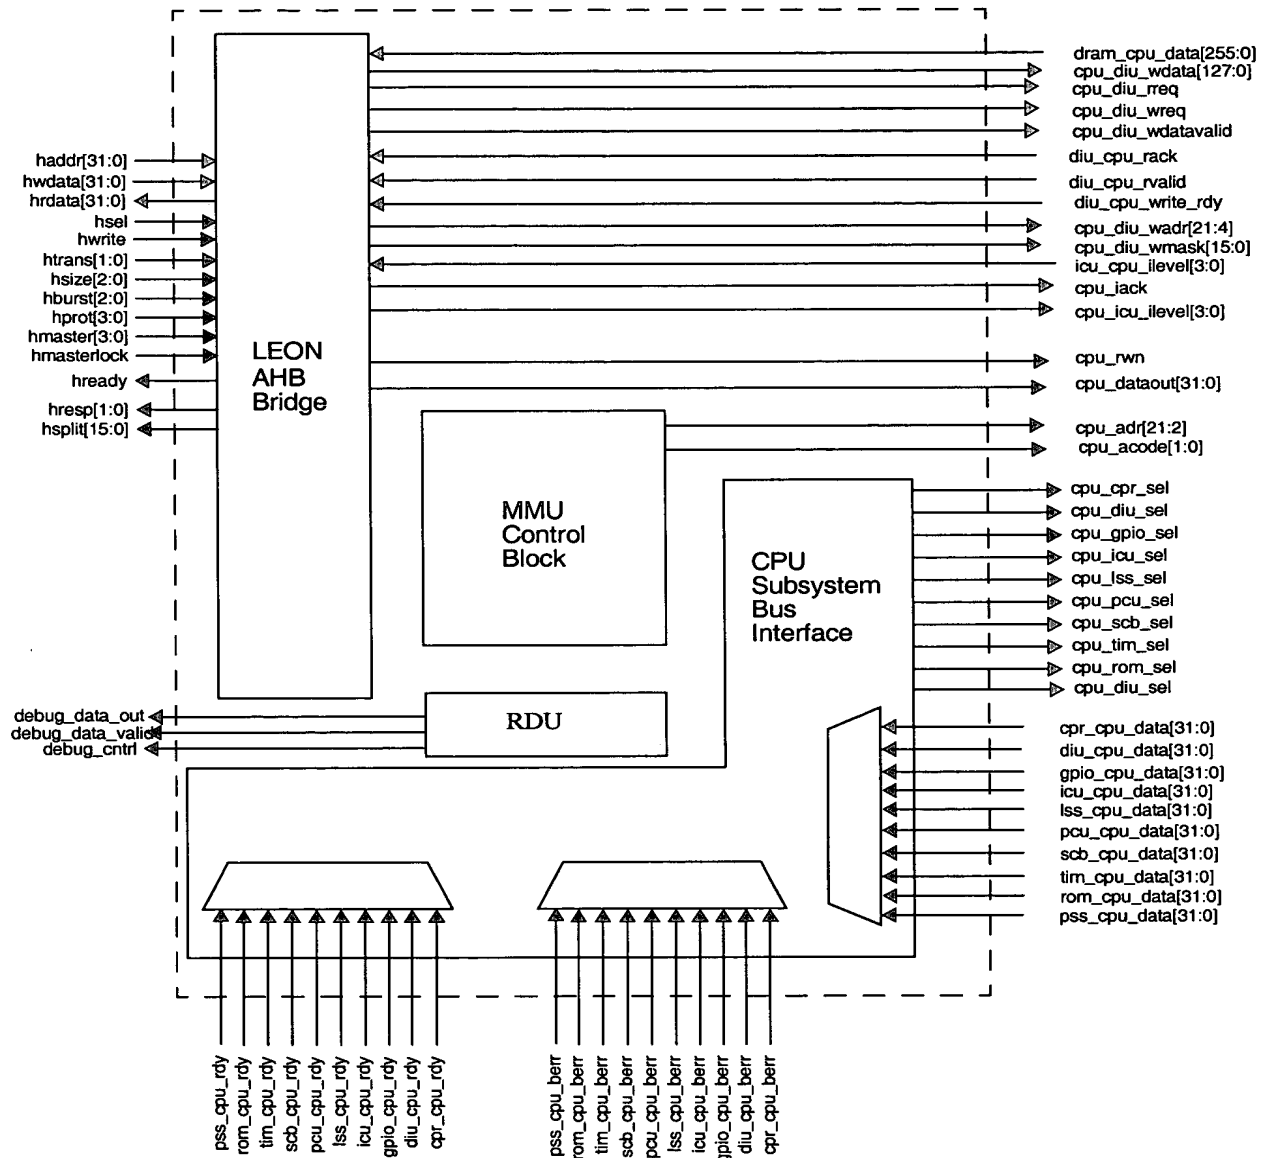 haddr[31:0]
hwdata[31:0]
hrdata[31:0]
hsel
hwrite
htrans[1:0]
hsize[2:0]
hburst[2:0]
hprot[3:0]
hmaster[3:0]
hmasterlock
hready
hresp[1:0]
hsplit[15:0]
LEON
AHB
Bridge
dram_cpu_data[255:0]
cpu_diu_wdata[127:0]
cpu_diu_rreq
cpu_diu_wreq
cpu_diu_wdatavalid
diu_cpu_rack
diu_cpu_rvalid
diu_cpu_write_rdy
cpu_diu_wadr[21:4]
cpu_diu_wmask[15:0]
icu_cpu_ilevel[3:0]
cpu_iack
cpu_icu_ilevel[3:0]
cpu_rwn
cpu_dataout[31:0]
cpu_adr[21:2]
cpu_acode[1:0]
MMU
Control
Block
CPU
Subsystem
Bus
Interface
cpu_cpr_sel
cpu_diu_sel
cpu_gpio_sel
cpu_icu_sel
cpu_lss_sel
cpu_pcu_sel
cpu_scb_sel
cpu_tim_sel
cpu_rom_sel
cpu_diu_sel
debug_data_out
debug_data_valid
debug_cntrl
RDU
cpr_cpu_data[31:0]
diu_cpu_data[31:0]
gpio_cpu_data[31:0]
icu_cpu_data[31:0]
lss_cpu_data[31:0]
pcu_cpu_data[31:0]
scb_cpu_data[31:0]
tim_cpu_data[31:0]
rom_cpu_data[31:0]
pss_cpu_data[31:0]
pss_cpu_rdy
rom_cpu_rdy
tim_cpu_rdy
scb_cpu_rdy
pcu_cpu_rdy
lss_cpu_rdy
icu_cpu_rdy
gpio_cpu_rdy
diu_cpu_rdy
cpr_cpu_rdy
pss_cpu_berr
rom_cpu_berr
tim_cpu_berr
scb_cpu_berr
pcu_cpu_berr
lss_cpu_berr
icu_cpu_berr
gpio_cpu_berr
diu_cpu_berr
cpr_cpu_berr